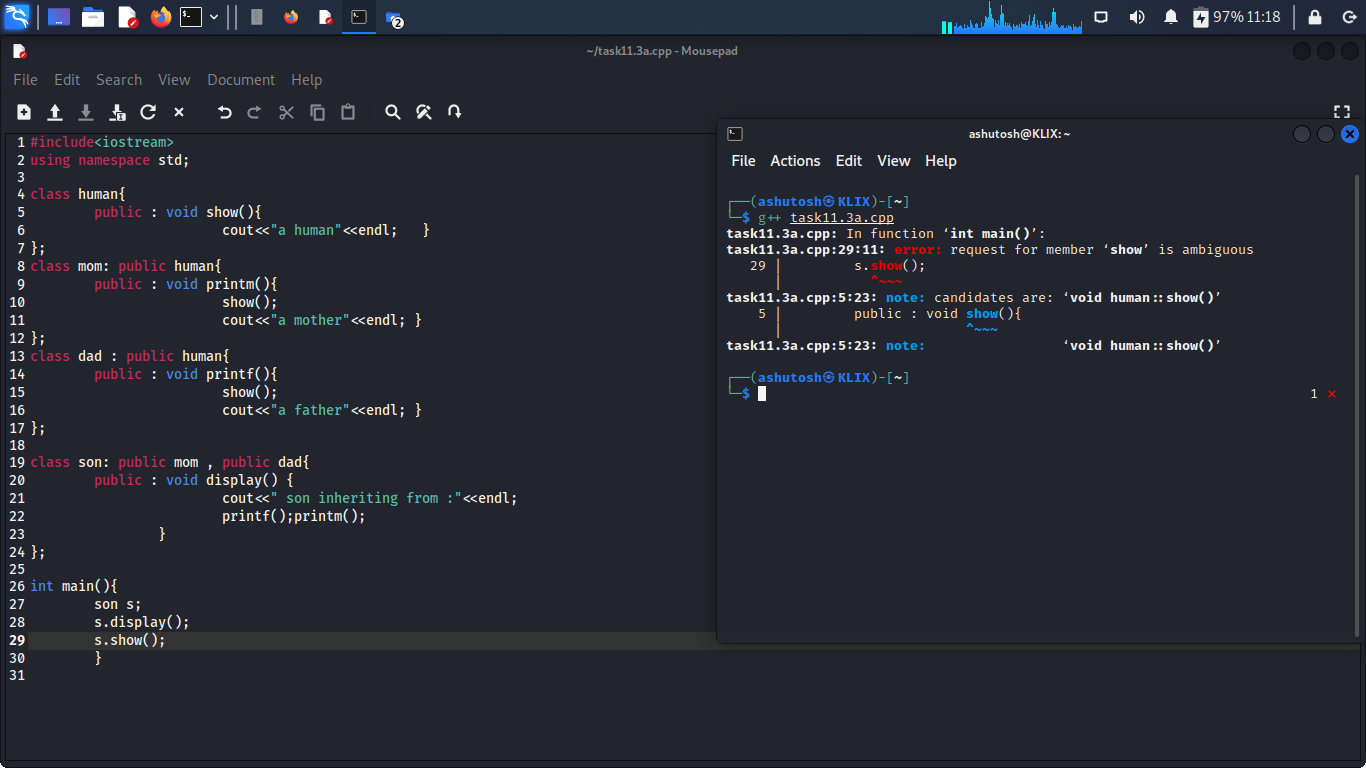 97% 11:18
2
~/task11.3a.cpp - Mousepad
File Edit Search View Document Help
1 #include<iostream>
2 using namespace std;
3
4 class human{
5 public : void show(){
6 cout<<"a human"<<endl; }
7 };
8 class mom: public human{
9 public : void printm(){
10 show();
11 cout<<"a mother"<<endl; }
12 };
13 class dad : public human{
14 public : void printf(){
15 show();
16 cout<<"a father"<<endl; }
17 };
18
19 class son: public mom , public dad{
20 public : void display() {
21 cout<<" son inheriting from :"<<endl;
22 printf();printm();
23 }
24 };
25
26 int main(){
27 son s;
28 s.display();
29 s.show();
30 }
31
ashutosh@KLIX: ~
File Actions Edit View Help
┌──(ashutosh㉿KLIX)-[~]
└─$ g++ task11.3a.cpp
task11.3a.cpp: In function ‘int main()’:
task11.3a.cpp:29:11: error: request for member ‘show’ is ambiguous
29 | s.show();
| ^~~~
task11.3a.cpp:5:23: note: candidates are: ‘void human::show()’
5 | public : void show(){
| ^~~~
task11.3a.cpp:5:23: note: ‘void human::show()’
┌──(ashutosh㉿KLIX)-[~]
└─$ 1 ⨯